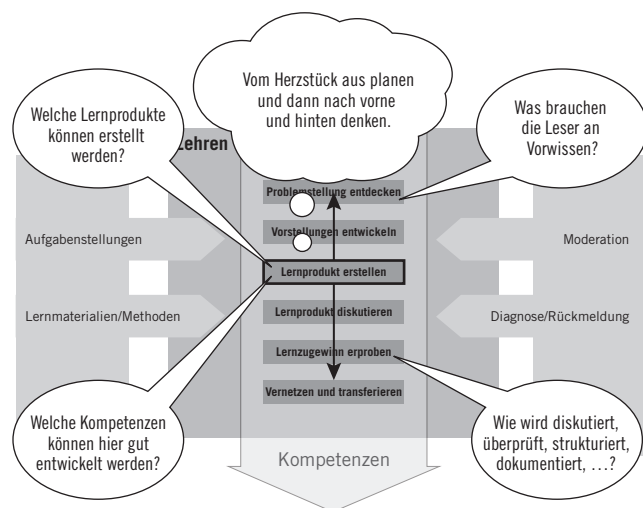 Vom Herzstück aus planen
und dann nach vorne
und hinten denken.
Welche Lernprodukte
können erstellt
werden?
Was brauchen
die Leser an
Vorwissen?
Lehren
Problemstellung entdecken
Vorstellungen entwickeln
Aufgabenstellungen
Moderation
Lernprodukt erstellen
Lernmaterialien/Methoden
Lernprodukt diskutieren
Diagnose/Rückmeldung
Lernzugewinn erproben
Vernetzen und transferieren
Welche Kompetenzen
können hier gut
entwickelt werden?
Wie wird diskutiert,
überprüft, strukturiert,
dokumentiert, …?
Kompetenzen